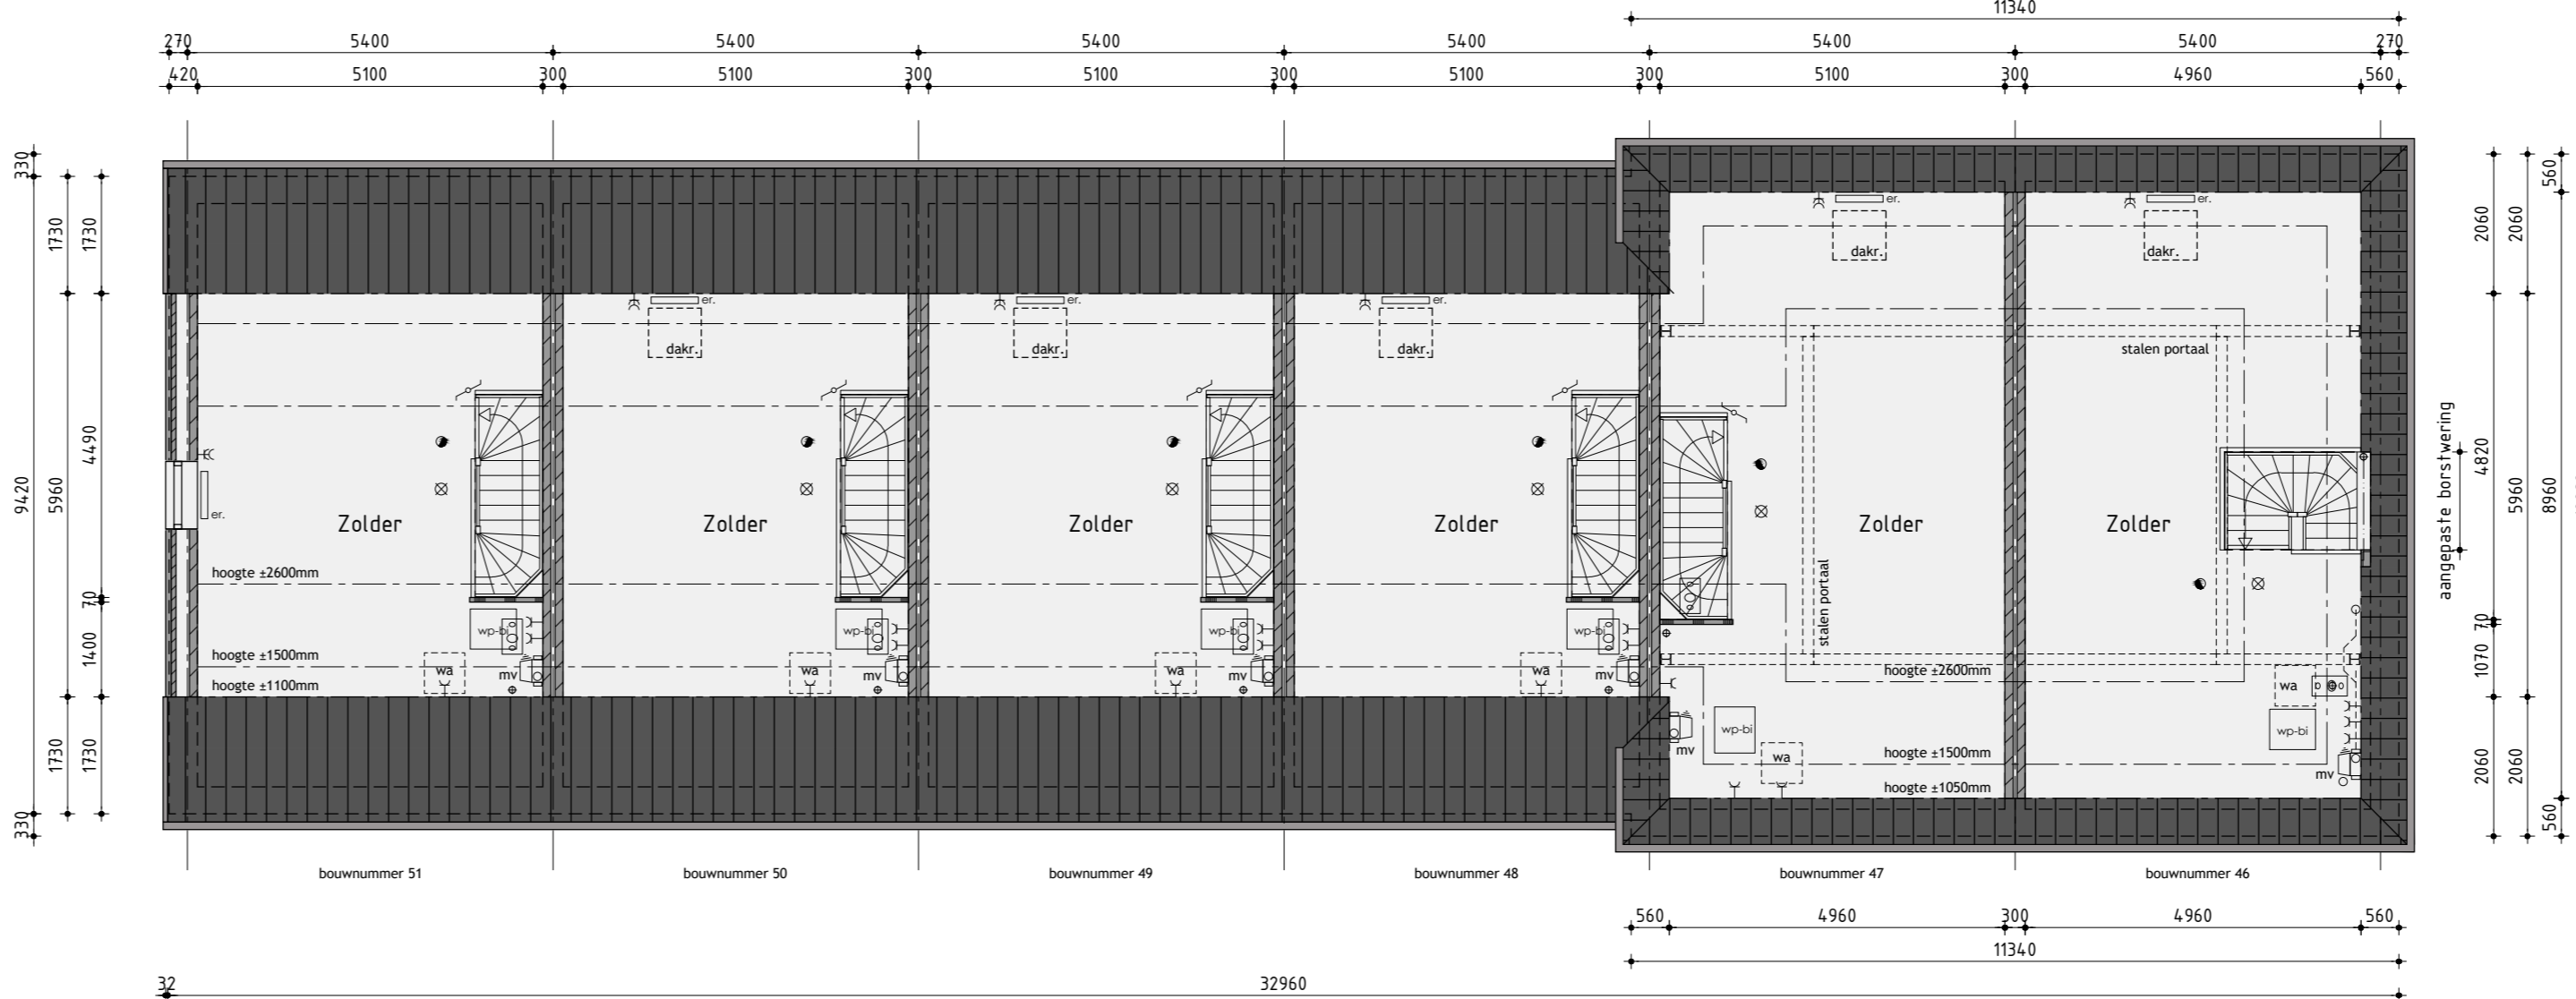 11340
270 5400 5400 5400 5400 5400 5400 270
420 5100 300 5100 300 5100 300 5100 300 5100 300 4960 560
330
1730
1730
9420
5960
4490
70
1400
1730
1730
330
er. er.
dakr. dakr.
er. er. er.
dakr. dakr. dakr.
stalen portaal
er.
Zolder Zolder Zolder Zolder Zolder Zolder
hoogte ±2600mm
stalen portaal
wp-bi wp-bi wp-bi wp-bi
hoogte ±1500mm
wa mv wa mv wa mv wa mv
hoogte ±1100mm
hoogte ±2600mm
wa
wp-bi wp-bi
mv
hoogte ±1500mm
wa
mv
hoogte ±1050mm
560
2060
2060
aangepaste borstwering
4820
5960
8960
70
1070
2060
2060
560
bouwnummer 51 bouwnummer 50 bouwnummer 49 bouwnummer 48 bouwnummer 47 bouwnummer 46
560 4960 300 4960 560
11340
32 32960